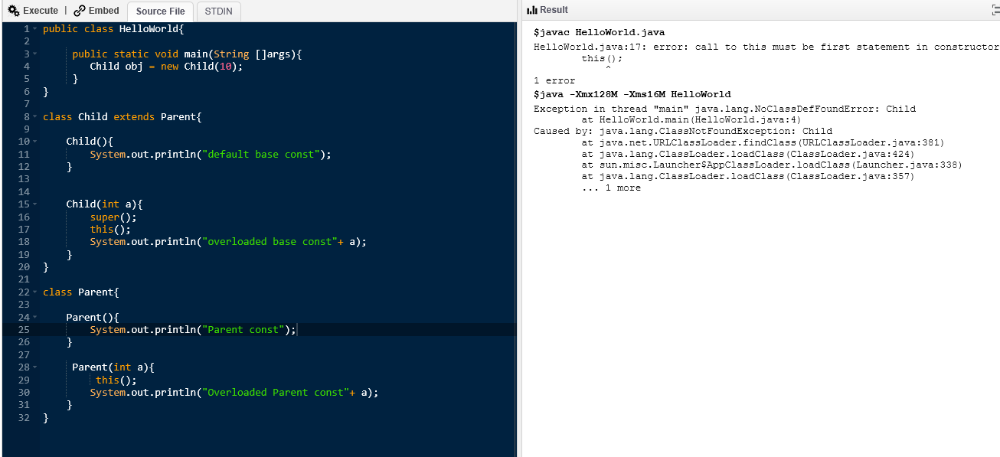 Execute | Embed Source File STDIN
1 public class HelloWorld{
2
3 public static void main(String []args){
4 Child obj = new Child(10);
5 }
6 }
7
8 class Child extends Parent{
9
10 Child(){
11 System.out.println("default base const");
12 }
13
14
15 Child(int a){
16 super();
17 this();
18 System.out.println("overloaded base const"+ a);
19 }
20 }
21
22 class Parent{
23
24 Parent(){
25 System.out.println("Parent const");
26 }
27
28 Parent(int a){
29 this();
30 System.out.println("Overloaded Parent const"+ a);
31 }
32 }
Result
$javac HelloWorld.java
HelloWorld.java:17: error: call to this must be first statement in constructor
this();
^
1 error
$java -Xmx128M -Xms16M HelloWorld
Exception in thread "main" java.lang.NoClassDefFoundError: Child
at HelloWorld.main(HelloWorld.java:4)
Caused by: java.lang.ClassNotFoundException: Child
at java.net.URLClassLoader.findClass(URLClassLoader.java:381)
at java.lang.ClassLoader.loadClass(ClassLoader.java:424)
at sun.misc.Launcher$AppClassLoader.loadClass(Launcher.java:338)
at java.lang.ClassLoader.loadClass(ClassLoader.java:357)
... 1 more